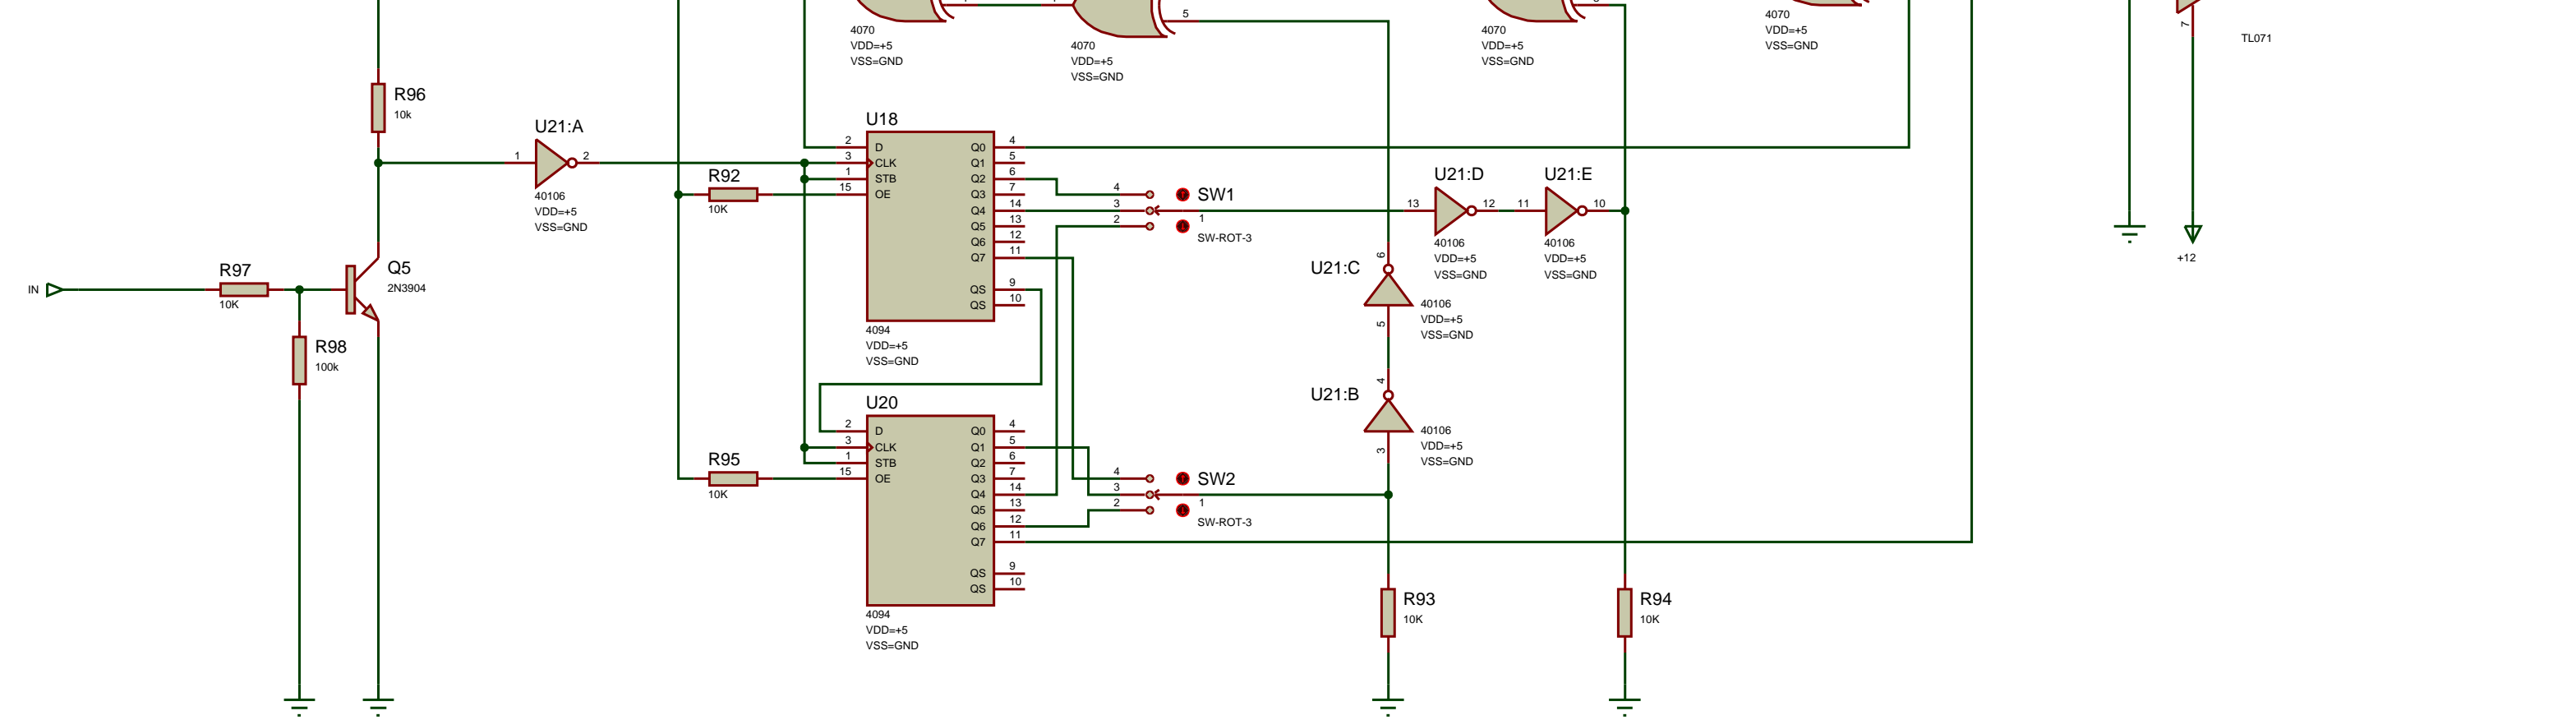 5
4070
VDD=+5
VSS=GND
4070
VDD=+5
VSS=GND
4070
VDD=+5
VSS=GND
4070
VDD=+5
VSS=GND
7
TL071
+12
R96
10k
U21:A
1
2
40106
VDD=+5
VSS=GND
IN
R97
10K
R98
100k
Q5
2N3904
R92
10K
R95
10K
U18
2 D Q0 4
3 CLK Q1 5
1 STB Q2 6
15 OE Q3 7
Q4 14
Q5 13
Q6 12
Q7 11
QS 9
QS 10
4094
VDD=+5
VSS=GND
U20
2 D Q0 4
3 CLK Q1 5
1 STB Q2 6
15 OE Q3 7
Q4 14
Q5 13
Q6 12
Q7 11
QS 9
QS 10
4094
VDD=+5
VSS=GND
4
3
2
SW1
1
SW-ROT-3
4
3
2
SW2
1
SW-ROT-3
U21:D
13
12
40106
VDD=+5
VSS=GND
U21:E
11
10
40106
VDD=+5
VSS=GND
U21:C
6
5
40106
VDD=+5
VSS=GND
U21:B
4
3
40106
VDD=+5
VSS=GND
R93
10K
R94
10K